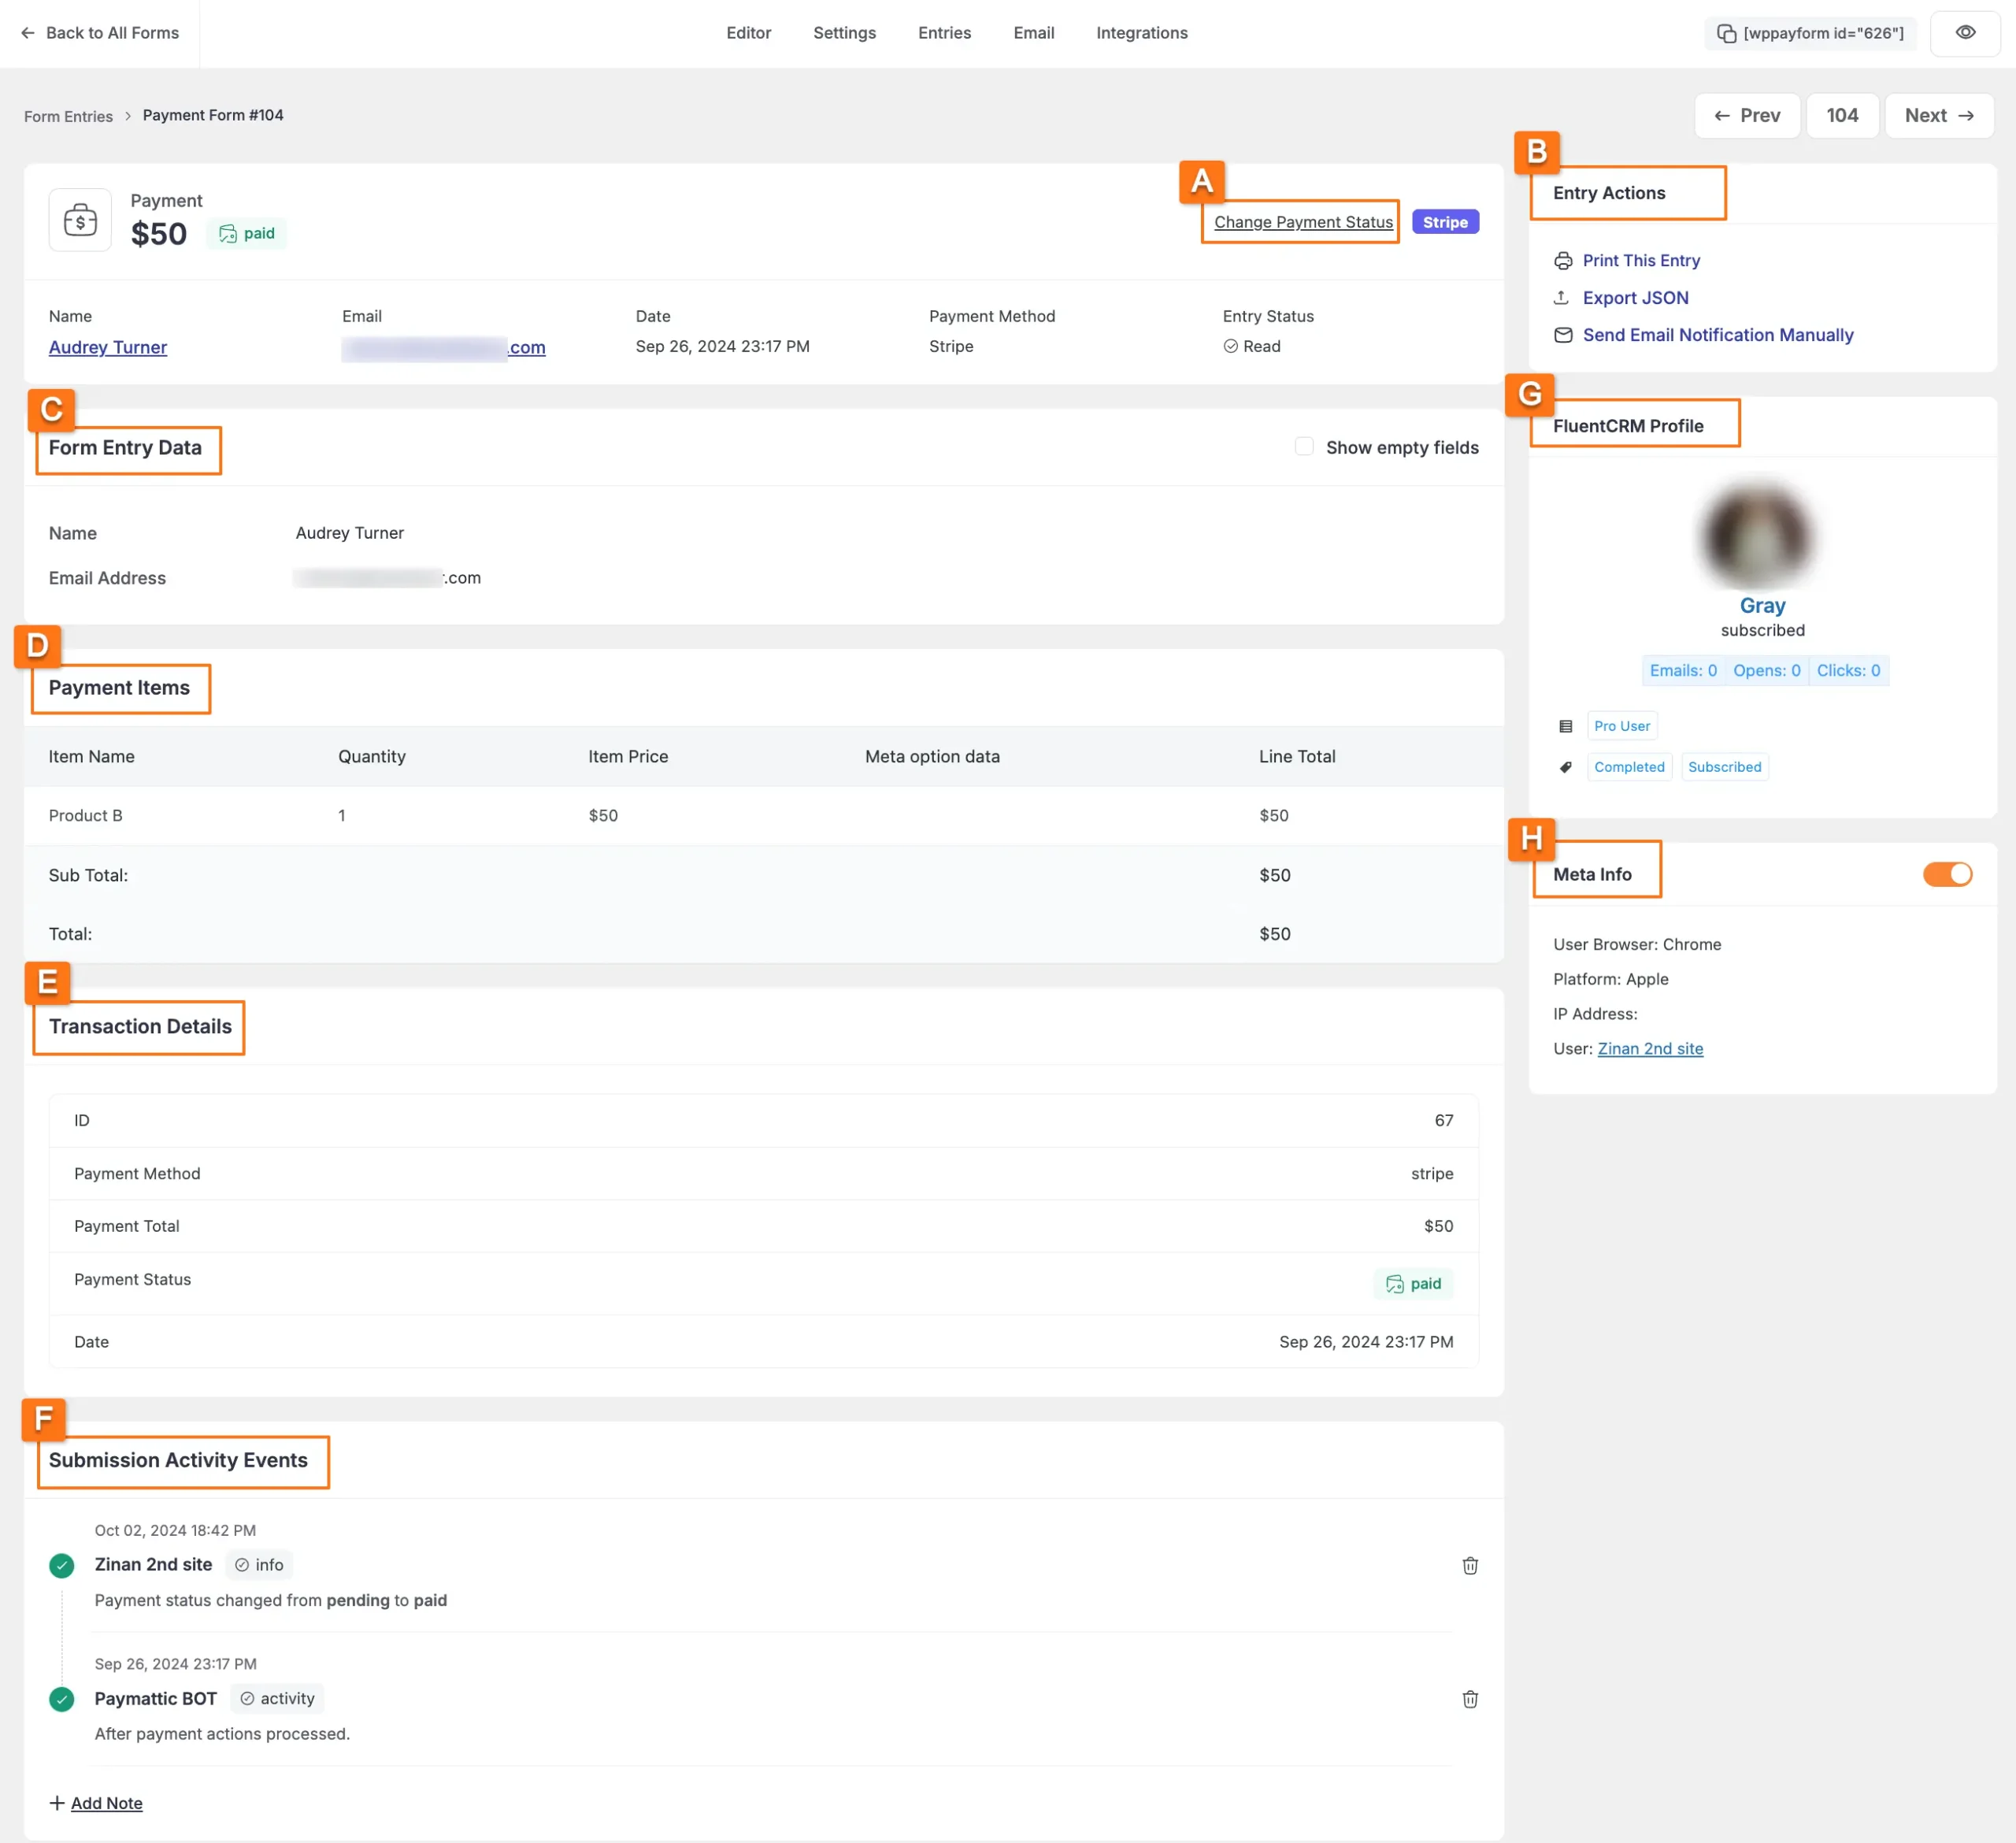 Back to All Forms
Editor Settings Entries Email Integrations
[wppayform id="626"]
Form Entries > Payment Form #104
Prev 104 Next
A
Payment
$50 paid
Change Payment Status Stripe
Name Email Date Payment Method Entry Status
Audrey Turner .com Sep 26, 2024 23:17 PM Stripe Read
B
Entry Actions
Print This Entry
Export JSON
Send Email Notification Manually
C
Form Entry Data Show empty fields
Name Audrey Turner
Email Address .com
D
Payment Items
Item Name Quantity Item Price Meta option data Line Total
Product B 1 $50 $50
Sub Total: $50
Total: $50
E
Transaction Details
ID 67
Payment Method stripe
Payment Total $50
Payment Status paid
Date Sep 26, 2024 23:17 PM
F
Submission Activity Events
Oct 02, 2024 18:42 PM
Zinan 2nd site info
Payment status changed from pending to paid
Sep 26, 2024 23:17 PM
Paymattic BOT activity
After payment actions processed.
+ Add Note
G
FluentCRM Profile
Gray
subscribed
Emails: 0 Opens: 0 Clicks: 0
Pro User
Completed Subscribed
H
Meta Info
User Browser: Chrome
Platform: Apple
IP Address:
User: Zinan 2nd site